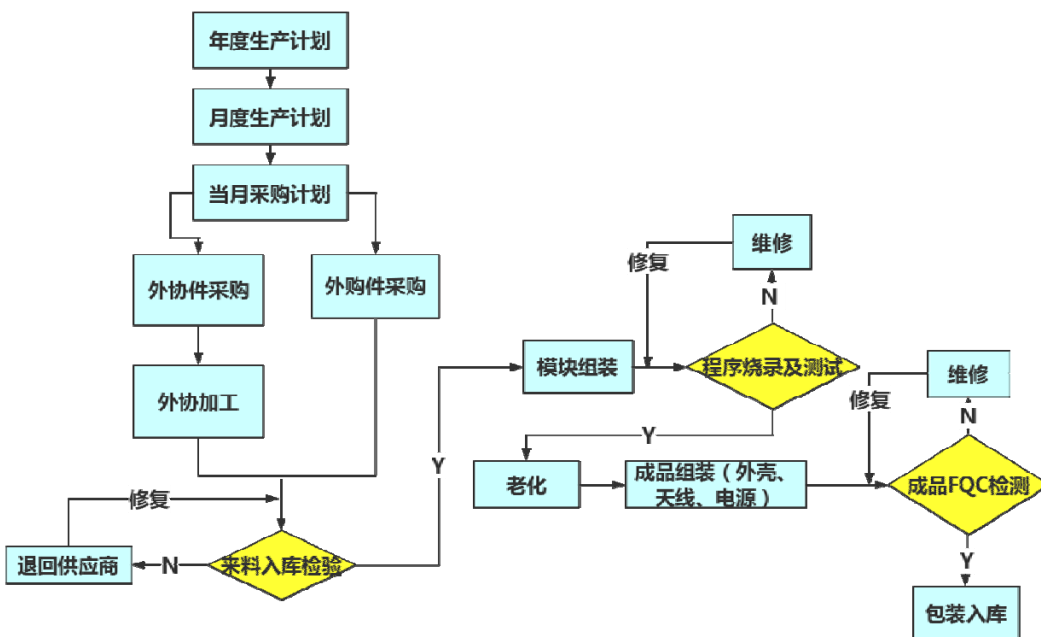 年度生产计划
月度生产计划
当月采购计划
外协件采购
外购件采购
外协加工
修复
退回供应商
N
来料入库检验
Y
模块组装
修复
维修
N
程序烧录及测试
Y
老化
成品组装（外壳、
天线、电源）
修复
维修
N
成品FQC检测
Y
包装入库